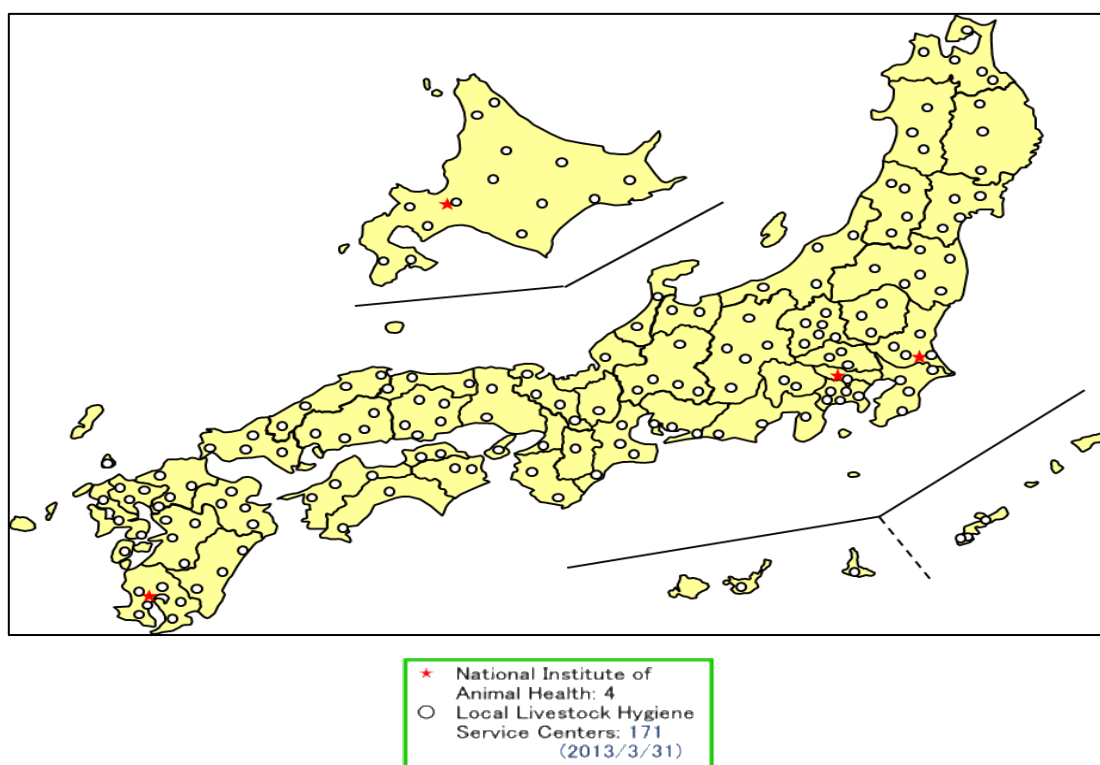 ★ National Institute of
Animal Health: 4
○ Local Livestock Hygiene
Service Centers: 171
(2013/3/31)